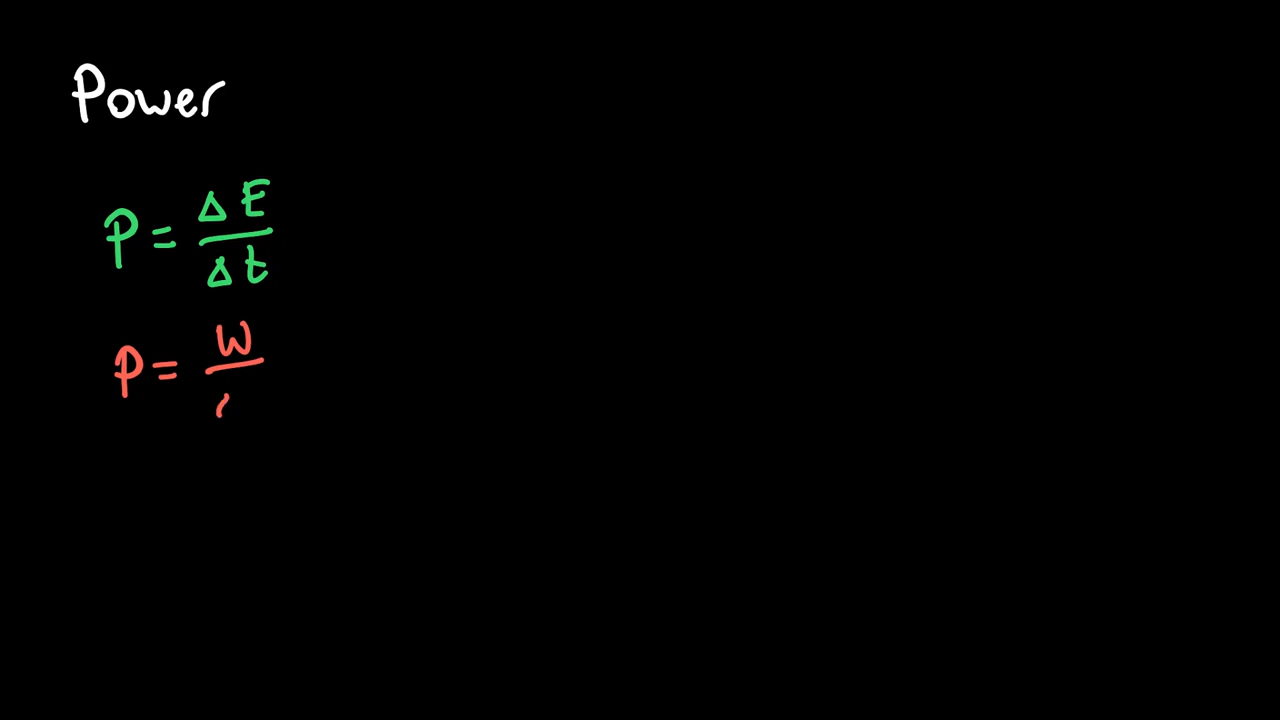 Power
P = ΔE / Δt
P = W /